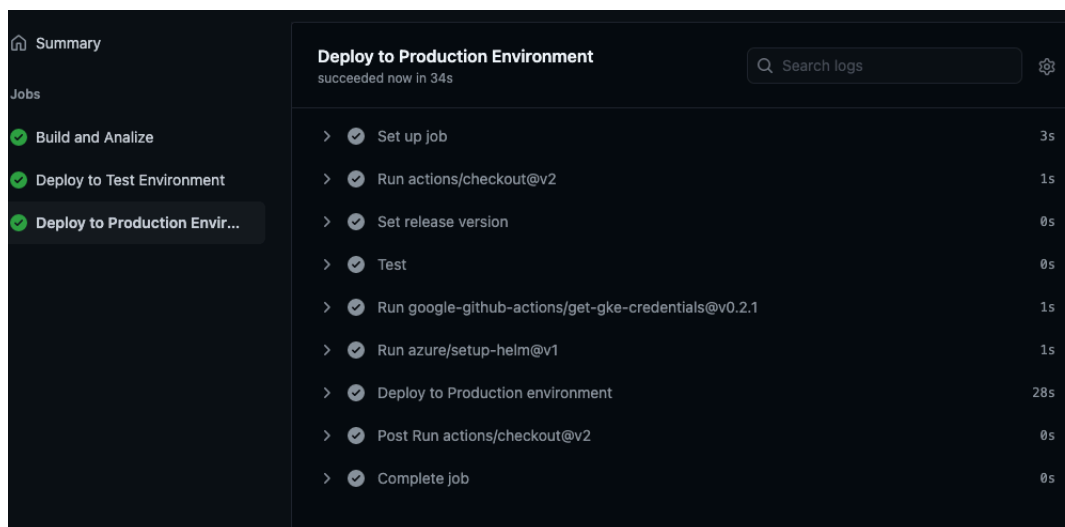 Summary
Jobs
Build and Analize
Deploy to Test Environment
Deploy to Production Envir...
Deploy to Production Environment
succeeded now in 34s
Search logs
Set up job 3s
Run actions/checkout@v2 1s
Set release version 0s
Test 0s
Run google-github-actions/get-gke-credentials@v0.2.1 1s
Run azure/setup-helm@v1 1s
Deploy to Production environment 28s
Post Run actions/checkout@v2 0s
Complete job 0s